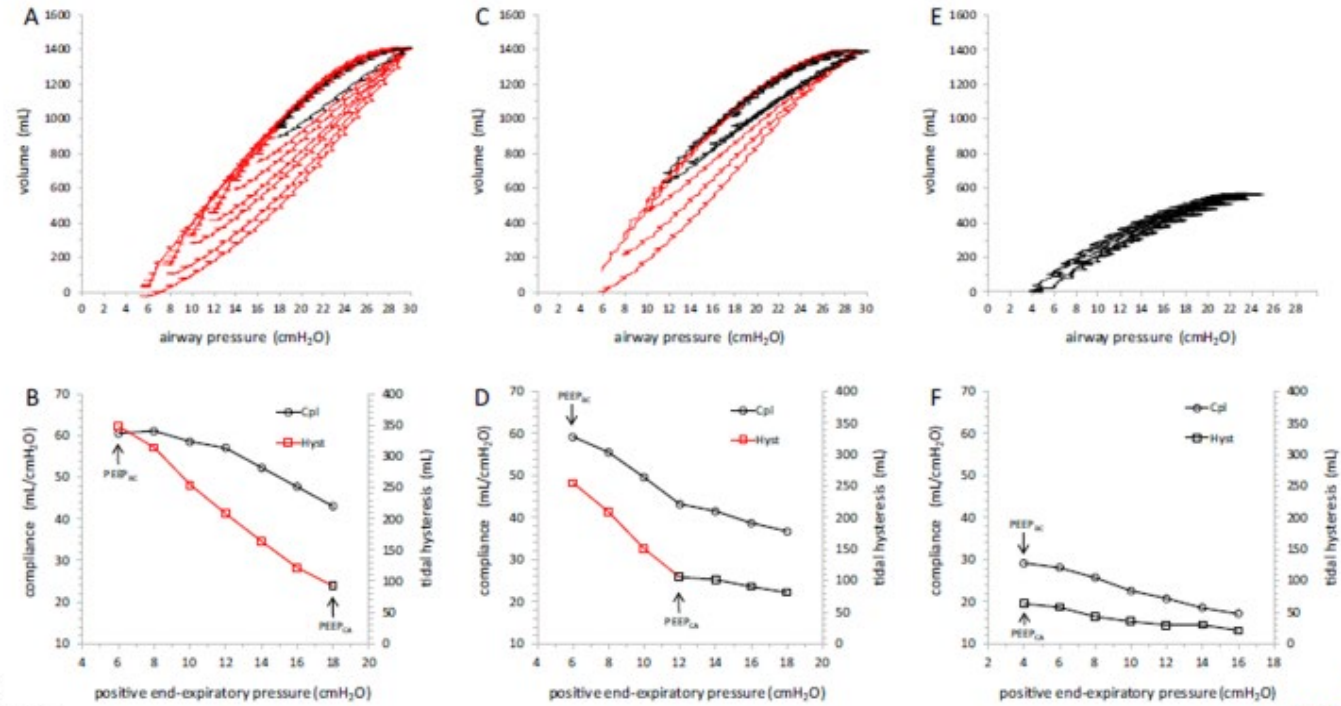 A
1600
1400
1200
1000
800
600
400
200
0
volume (mL)
0 2 4 6 8 10 12 14 16 18 20 22 24 26 28 30
airway pressure (cmH₂O)
C
1600
1400
1200
1000
800
600
400
200
0
volume (mL)
0 2 4 6 8 10 12 14 16 18 20 22 24 26 28 30
airway pressure (cmH₂O)
E
1600
1400
1200
1000
800
600
400
200
0
volume (mL)
0 2 4 6 8 10 12 14 16 18 20 22 24 26 28
airway pressure (cmH₂O)
B
70
60
50
40
30
20
10
compliance (mL/cmH₂O)
Cpl
Hyst
PEEP
PEEP
400
350
300
250
200
150
100
50
0
tidal hysteresis (mL)
4 6 8 10 12 14 16 18 20
positive end-expiratory pressure (cmH₂O)
D
70
60
50
40
30
20
10
compliance (mL/cmH₂O)
PEEP
Cpl
Hyst
PEEP
400
350
300
250
200
150
100
50
0
tidal hysteresis (mL)
4 6 8 10 12 14 16 18 20
positive end-expiratory pressure (cmH₂O)
F
70
60
50
40
30
20
10
compliance (mL/cmH₂O)
Cpl
Hyst
PEEP
PEEP
400
350
300
250
200
150
100
50
0
tidal hysteresis (mL)
2 4 6 8 10 12 14 16 18
positive end-expiratory pressure (cmH₂O)